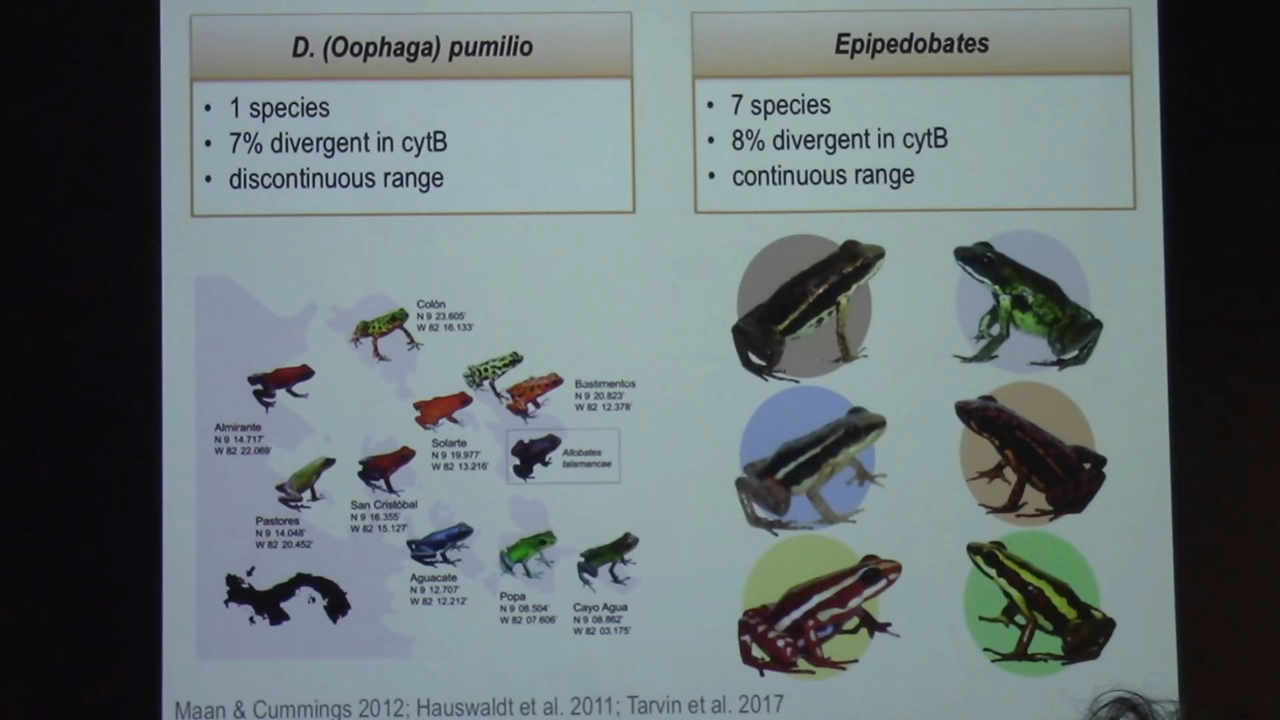 D. (Oophaga) pumilio
• 1 species
• 7% divergent in cytB
• discontinuous range
Epipedobates
• 7 species
• 8% divergent in cytB
• continuous range
Colón
N 9 23.605'
W 82 16.133'
Bastimentos
N 9 20.823'
W 82 12.378'
Almirante
N 9 14.717'
W 82 22.069'
Solarte
N 9 19.977'
W 82 13.216'
Allobates
talamancae
San Cristóbal
N 9 16.355'
W 82 15.127'
Pastores
N 9 14.048'
W 82 20.452'
Aguacate
N 9 12.707'
W 82 12.212'
Popa
N 9 08.504'
W 82 07.606'
Cayo Agua
N 9 08.862'
W 82 03.175'
Maan & Cummings 2012; Hauswaldt et al. 2011; Tarvin et al. 2017